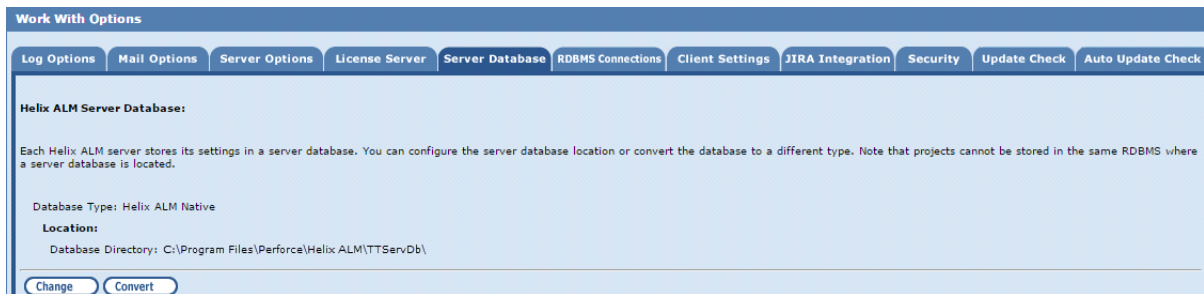 Work With Options
Log Options Mail Options Server Options License Server Server Database RDBMS Connections Client Settings JIRA Integration Security Update Check Auto Update Check
Helix ALM Server Database:
Each Helix ALM server stores its settings in a server database. You can configure the server database location or convert the database to a different type. Note that projects cannot be stored in the same RDBMS where
a server database is located.
Database Type: Helix ALM Native
Location:
Database Directory: C:\Program Files\Perforce\Helix ALM\TTServDb\
Change Convert